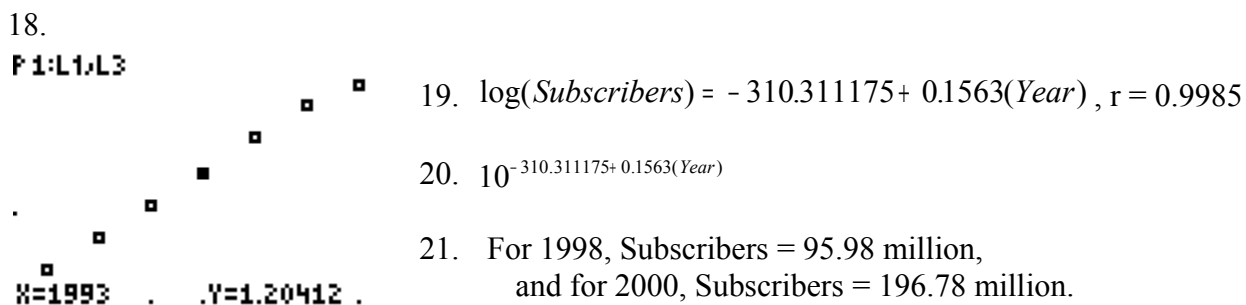 18.
P1:L1,L3
X=1993 Y=1.20412
19. log(Subscribers) = - 310.311175+ 0.1563(Year) , r = 0.9985
20. 10^{- 310.311175+ 0.1563(Year)}
21. For 1998, Subscribers = 95.98 million,
and for 2000, Subscribers = 196.78 million.